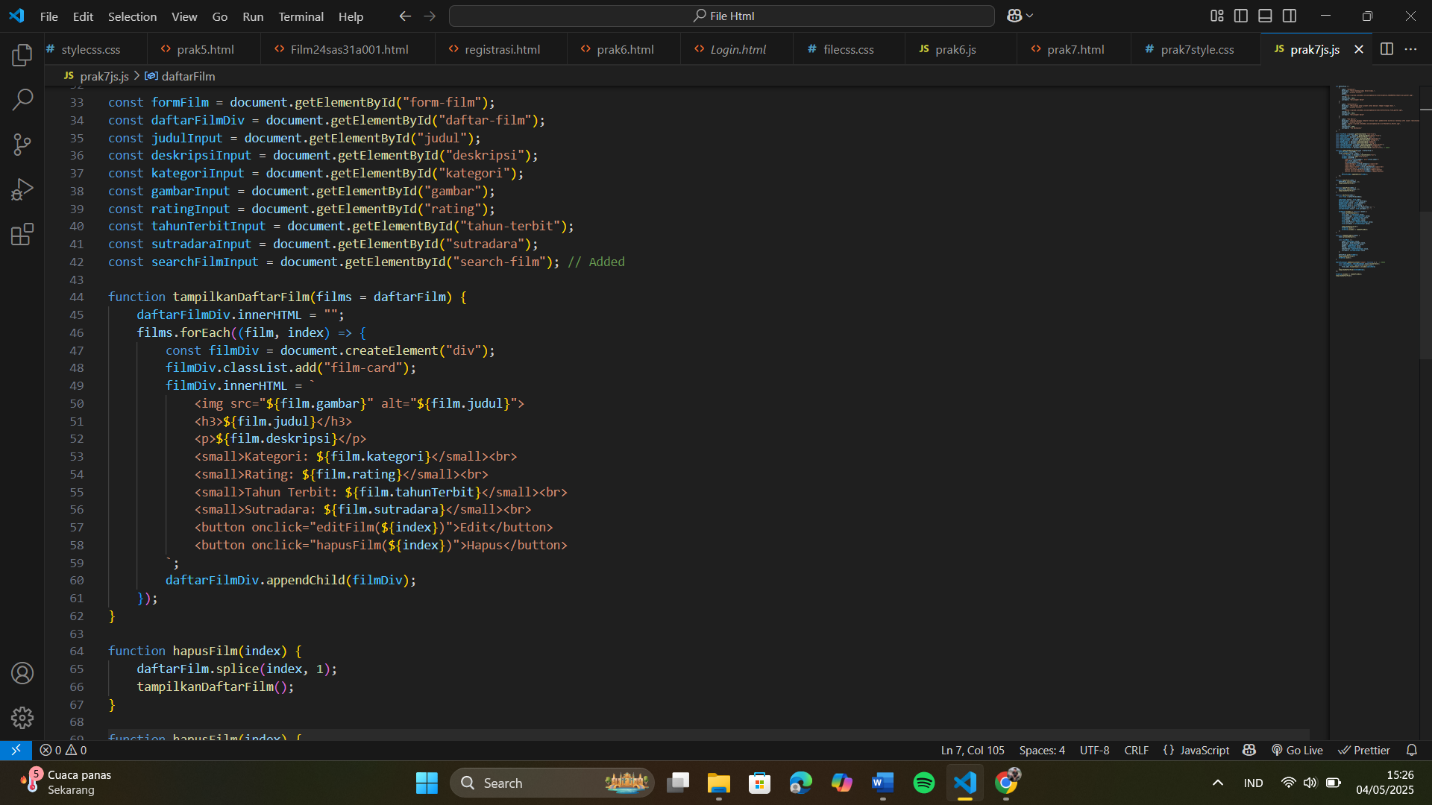 File Edit Selection View Go Run Terminal Help File Html
stylecss.css prak5.html Film24sas31a001.html registrasi.html prak6.html Login.html filecss.css prak6.js prak7.html prak7style.css prak7js.js
prak7js.js > daftarFilm
33 const formFilm = document.getElementById("form-film");
34 const daftarFilmDiv = document.getElementById("daftar-film");
35 const judulInput = document.getElementById("judul");
36 const deskripsiInput = document.getElementById("deskripsi");
37 const kategoriInput = document.getElementById("kategori");
38 const gambarInput = document.getElementById("gambar");
39 const ratingInput = document.getElementById("rating");
40 const tahunTerbitInput = document.getElementById("tahun-terbit");
41 const sutradaraInput = document.getElementById("sutradara");
42 const searchFilmInput = document.getElementById("search-film"); // Added
43
44 function tampilkanDaftarFilm(films = daftarFilm) {
45 daftarFilmDiv.innerHTML = "";
46 films.forEach((film, index) => {
47 const filmDiv = document.createElement("div");
48 filmDiv.classList.add("film-card");
49 filmDiv.innerHTML = `
50 <img src="${film.gambar}" alt="${film.judul}">
51 <h3>${film.judul}</h3>
52 <p>${film.deskripsi}</p>
53 <small>Kategori: ${film.kategori}</small><br>
54 <small>Rating: ${film.rating}</small><br>
55 <small>Tahun Terbit: ${film.tahunTerbit}</small><br>
56 <small>Sutradara: ${film.sutradara}</small><br>
57 <button onclick="editFilm(${index})">Edit</button>
58 <button onclick="hapusFilm(${index})">Hapus</button>
59 `;
60 daftarFilmDiv.appendChild(filmDiv);
61 });
62 }
63
64 function hapusFilm(index) {
65 daftarFilm.splice(index, 1);
66 tampilkanDaftarFilm();
67 }
68
69 function hapusFilm(index) {
0 0 Ln 7, Col 105 Spaces: 4 UTF-8 CRLF {} JavaScript Go Live Prettier
5 Cuaca panas
Sekarang
Search
IND
15:26
04/05/2025